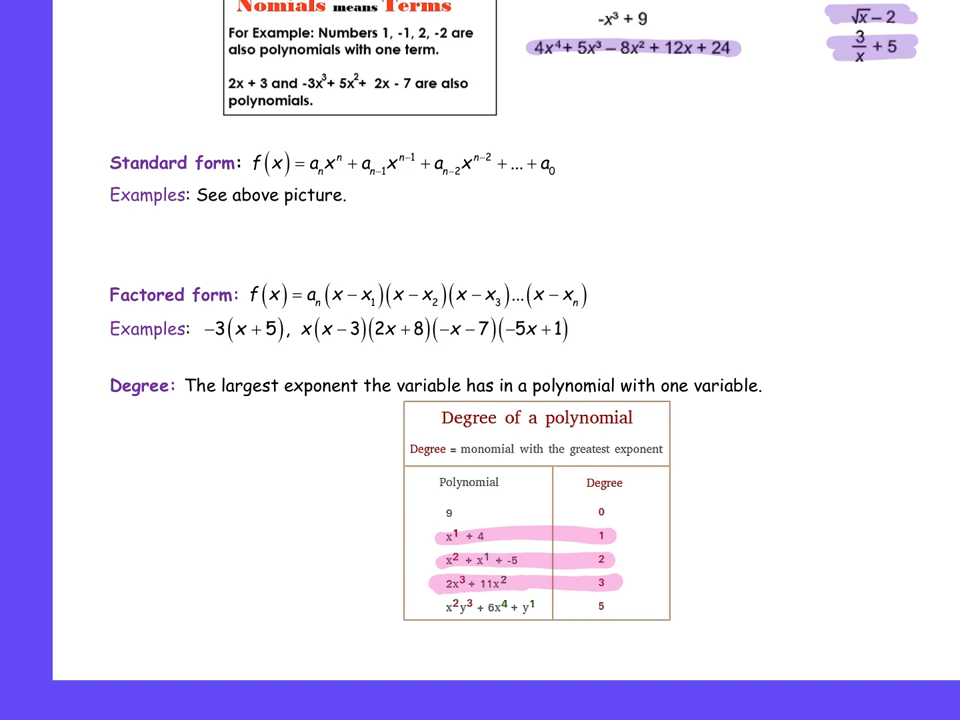 Nomials means Terms
For Example: Numbers 1, -1, 2, -2 are
also polynomials with one term.
2x + 3 and -3x³+ 5x²+ 2x - 7 are also
polynomials.
-x³ + 9
4x⁴+ 5x³ – 8x² + 12x + 24
√x – 2
3/x + 5
Standard form: f(x) = aₙxⁿ + aₙ₋₁xⁿ⁻¹ + aₙ₋₂xⁿ⁻² + ... + a₀
Examples: See above picture.
Factored form: f(x) = aₙ(x – x₁)(x – x₂)(x – x₃)...(x – xₙ)
Examples: –3(x + 5), x(x – 3)(2x + 8)(–x – 7)(–5x + 1)
Degree: The largest exponent the variable has in a polynomial with one variable.
Degree of a polynomial
Degree = monomial with the greatest exponent
Polynomial Degree
9 0
x¹ + 4 1
x² + x¹ + -5 2
2x³ + 11x² 3
x²y³ + 6x⁴ + y¹ 5